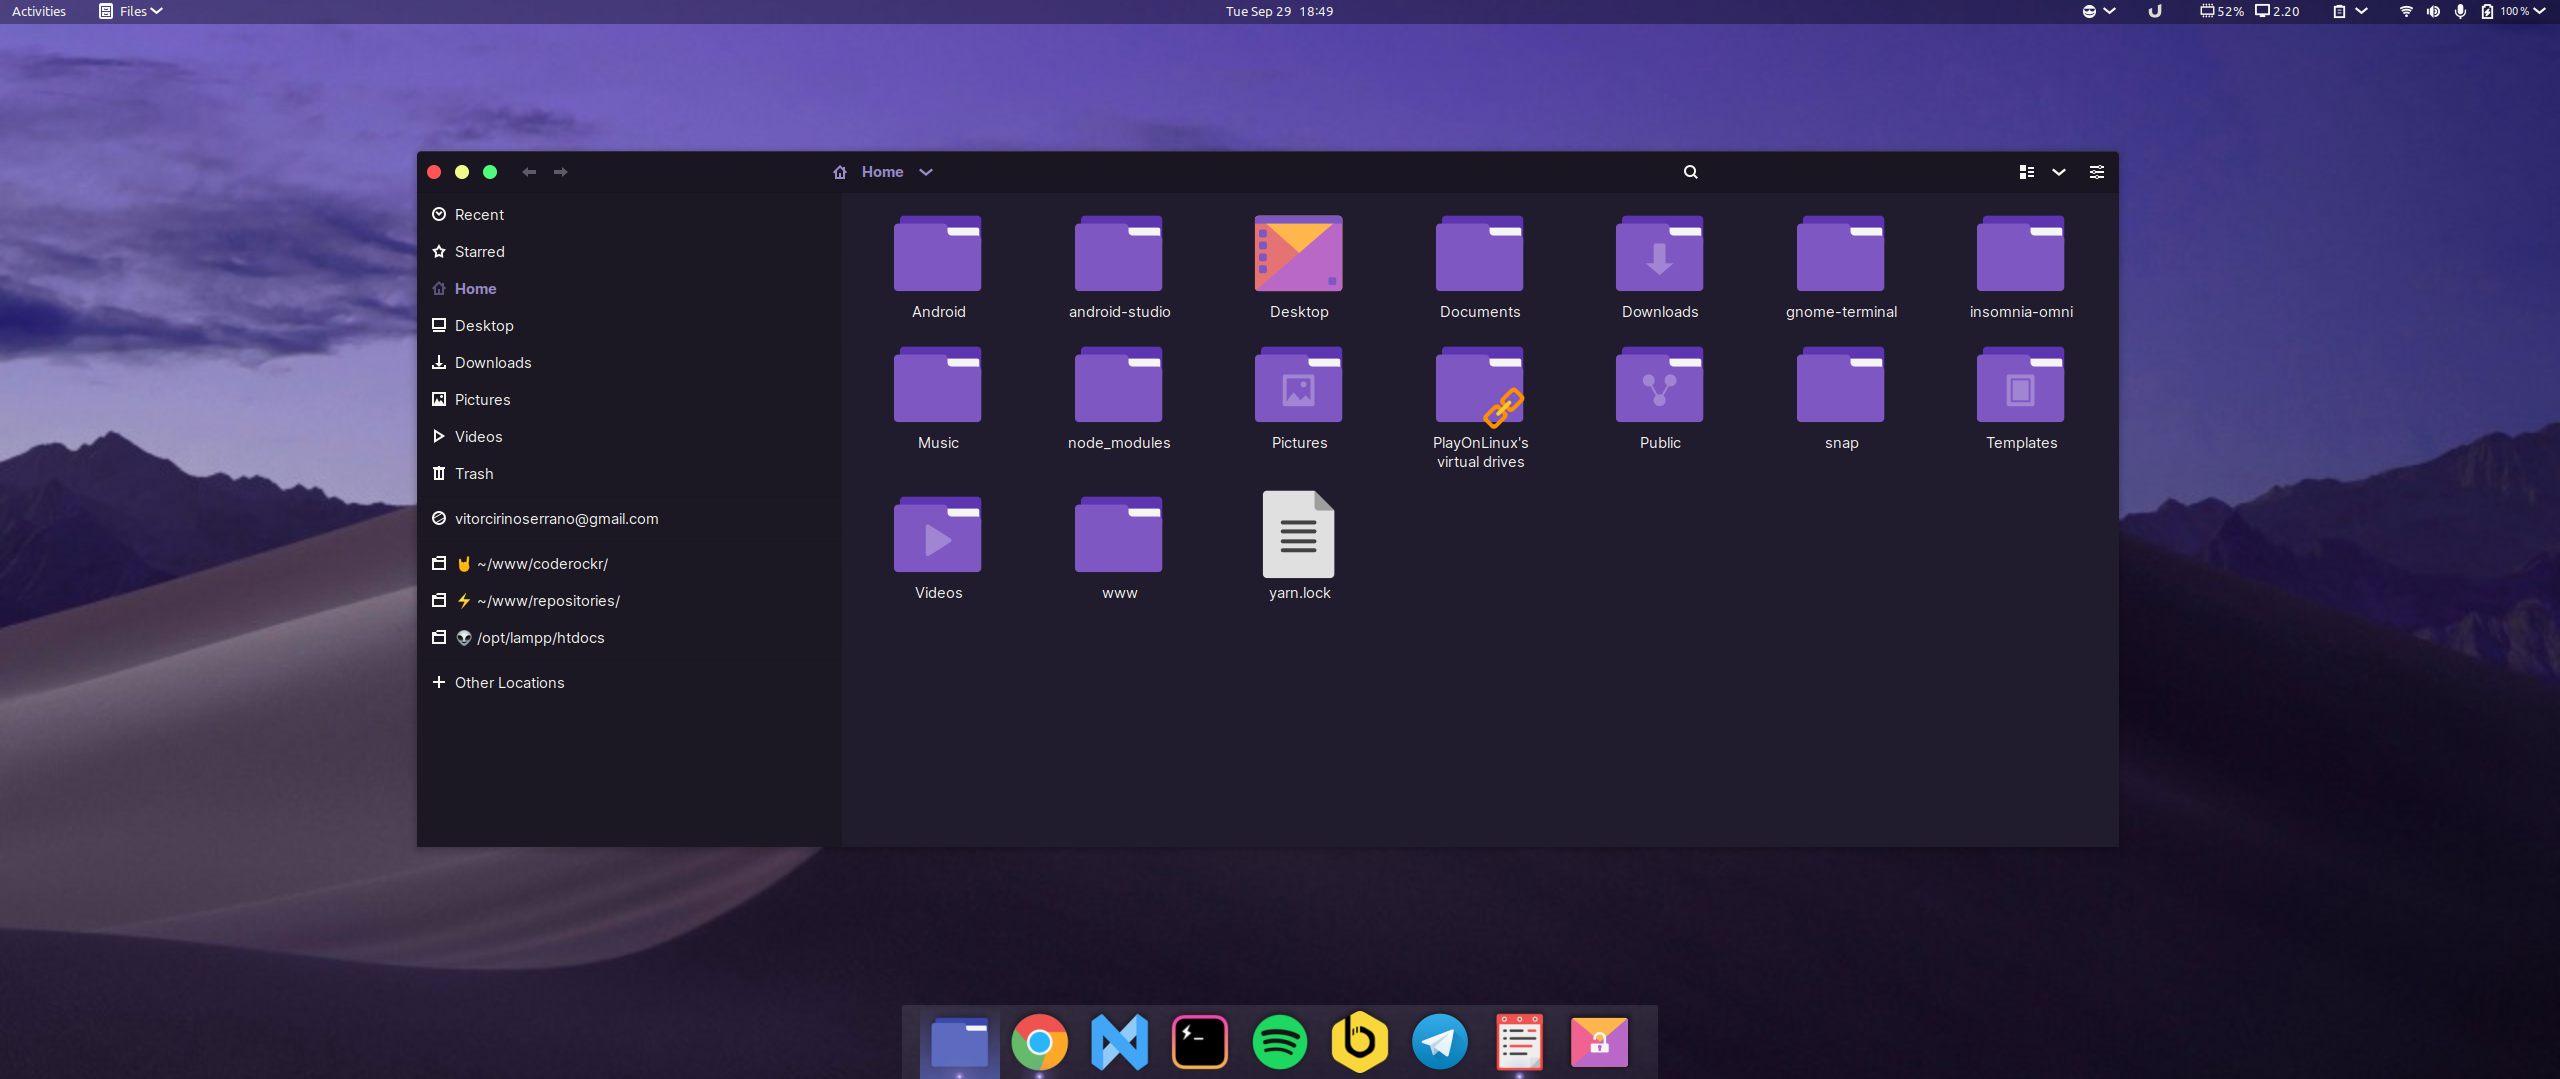 Activities
Files
Tue Sep 29 18:49
52%
2.20
100 %
Home
Recent
Starred
Home
Desktop
Downloads
Pictures
Videos
Trash
vitorcirinoserrano@gmail.com
~/www/coderockr/
~/www/repositories/
/opt/lampp/htdocs
Other Locations
Android
android-studio
Desktop
Documents
Downloads
gnome-terminal
insomnia-omni
Music
node_modules
Pictures
PlayOnLinux's
virtual drives
Public
snap
Templates
Videos
www
yarn.lock